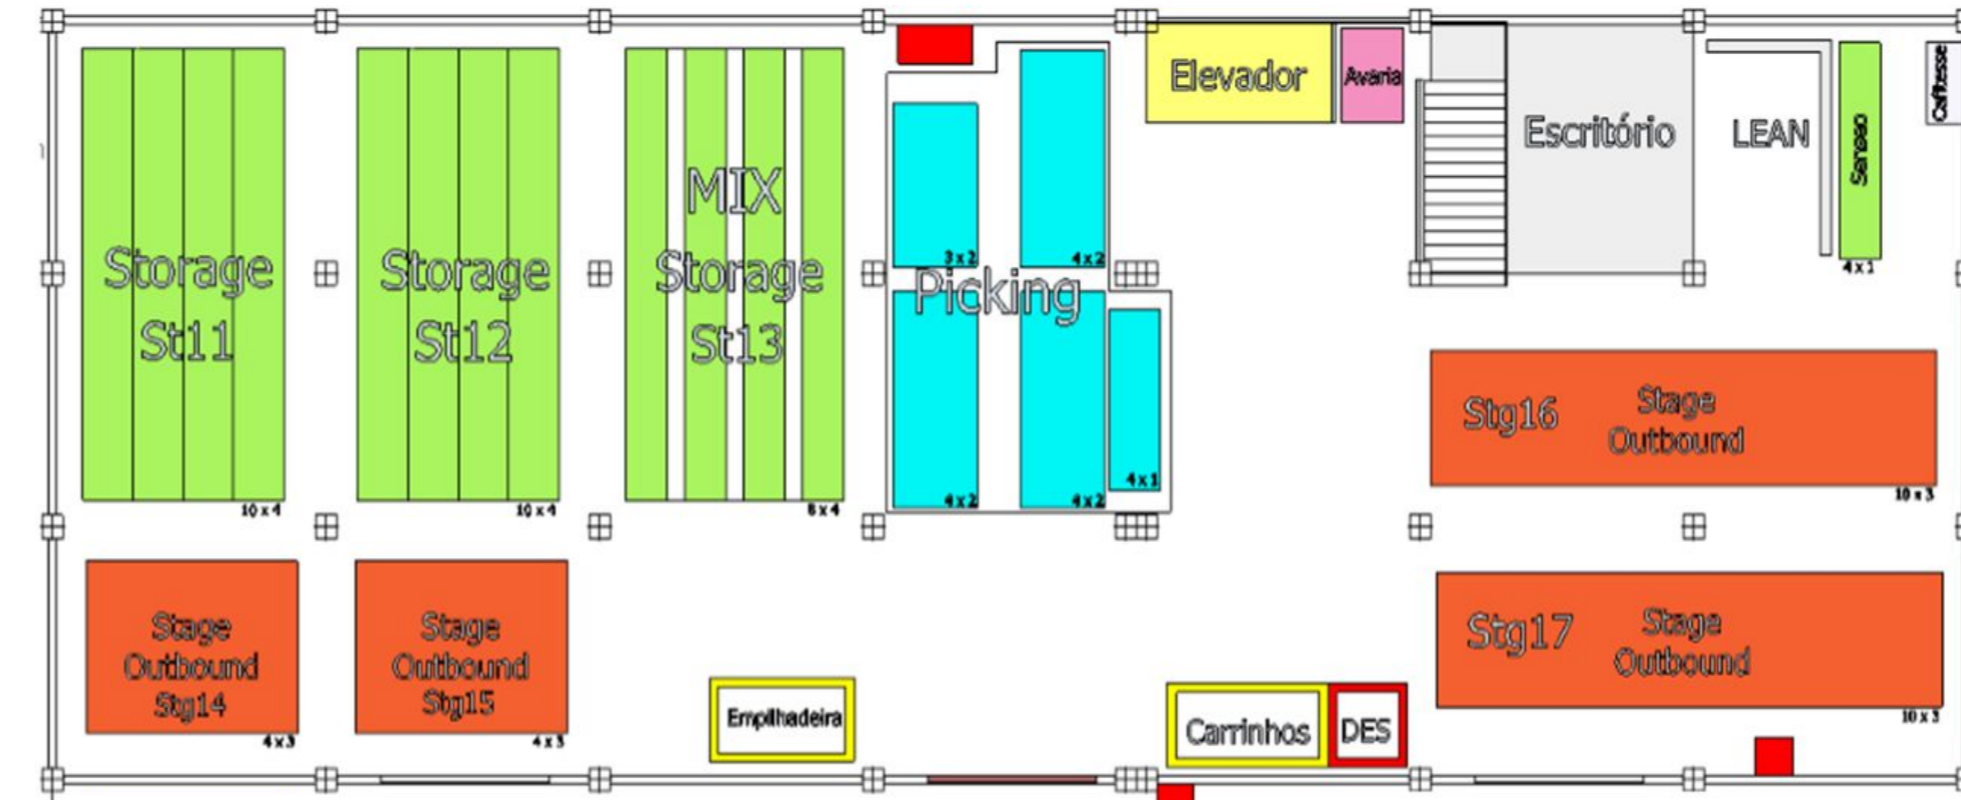 Storage
St11
10 x 4
Storage
St12
10 x 4
MIX
Storage
St13
8 x 4
3 x 2
4 x 2
Picking
4 x 2
4 x 2
4 x 1
Elevador
Avaria
Escritório
LEAN
Senseo
4 x 1
Cafitesse
Stg16
Stage
Outbound
10 x 3
Stage
Outbound
Stg14
4 x 3
Stage
Outbound
Stg15
4 x 3
Empilhadeira
Carrinhos
DES
Stg17
Stage
Outbound
10 x 3